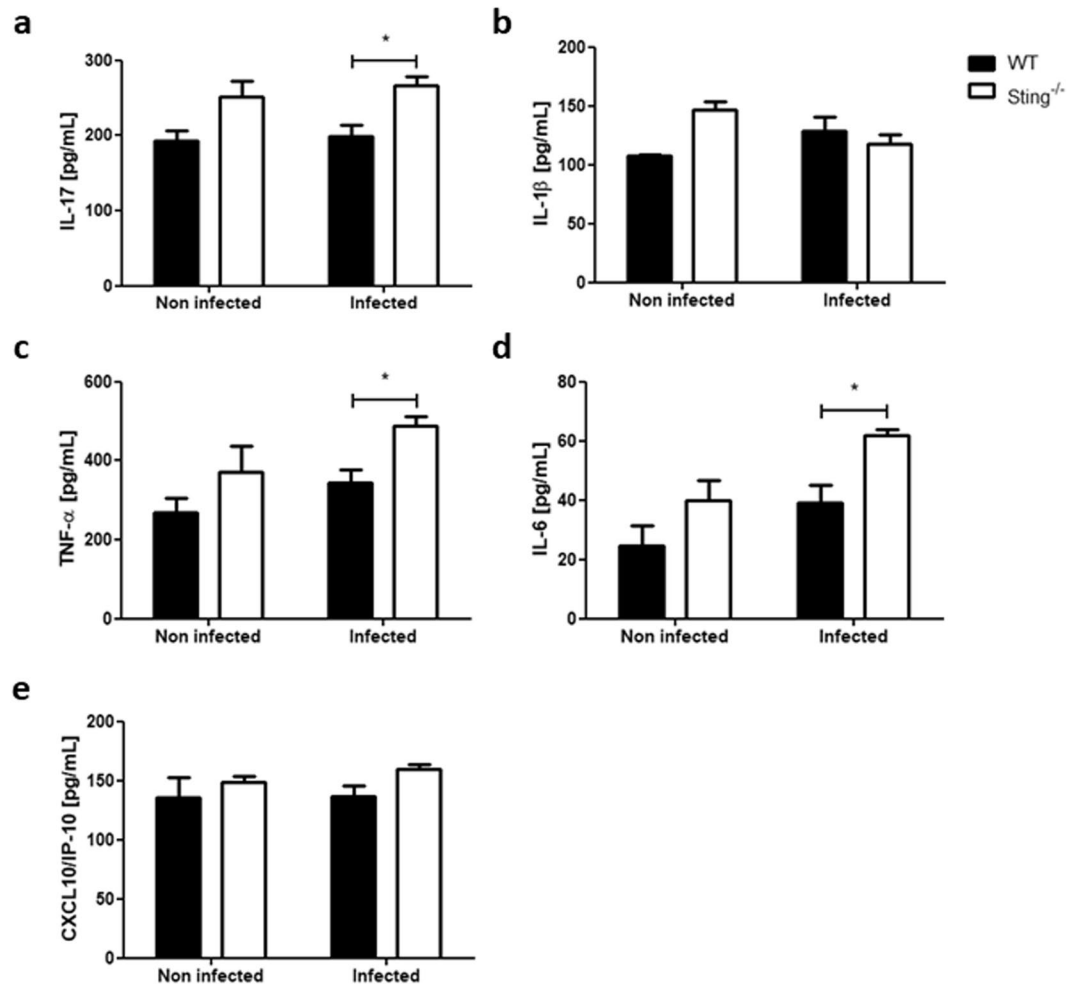 a
IL-17 [pg/mL]
300
200
100
0
*
Non infected
Infected
b
IL-1β [pg/mL]
200
150
100
50
0
Non infected
Infected
WT
Sting-/-
c
TNF-α [pg/mL]
600
400
200
0
*
Non infected
Infected
d
IL-6 [pg/mL]
80
60
40
20
0
*
Non infected
Infected
e
CXCL10/IP-10 [pg/mL]
200
150
100
50
0
Non infected
Infected